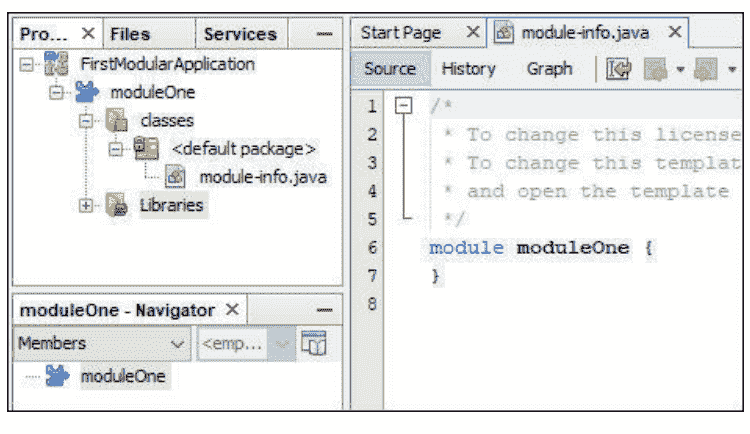 Pro... × Files Services
FirstModularApplication
moduleOne
classes
<default package>
module-info.java
Libraries
moduleOne - Navigator ×
Members <emp...
moduleOne
Start Page × module-info.java ×
Source History Graph
1 /*
2 * To change this license
3 * To change this templat
4 * and open the template
5 */
6 module moduleOne {
7 }
8